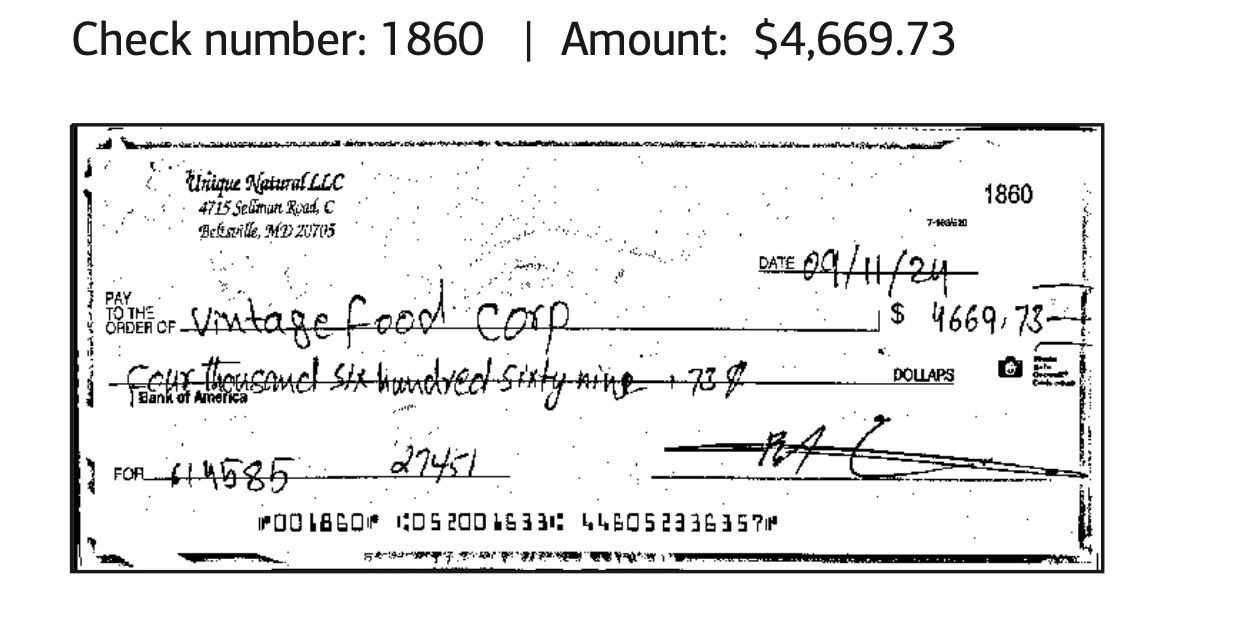 Check number: 1860 | Amount: $4,669.73
Unique Natural LLC
4715 Sellman Road, C
Beltsville, MD 20705
1860
DATE 09/11/24
PAY
TO THE
ORDER OF Vintage food corp $ 4669.73
Four thousand six hundred sixty nine + 73 ¢ DOLLARS
Bank of America
FOR 614585 27451
⑈001860⑈ ⑆052001633⑆ 446052336357⑈